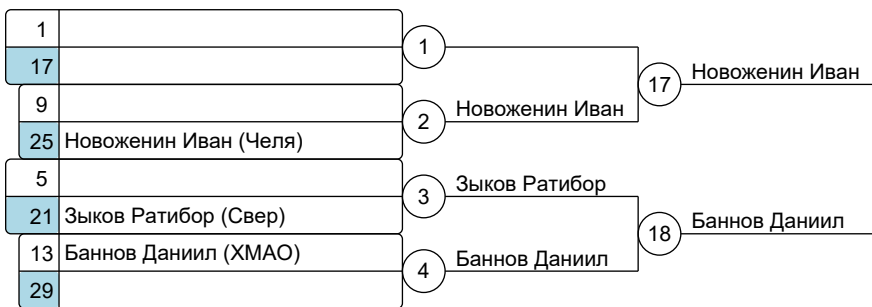 1
17
1
9
25 Новоженин Иван (Челя)
2
Новоженин Иван
17
Новоженин Иван
5
21 Зыков Ратибор (Свер)
3
Зыков Ратибор
13 Баннов Даниил (ХМАО)
29
4
Баннов Даниил
18
Баннов Даниил